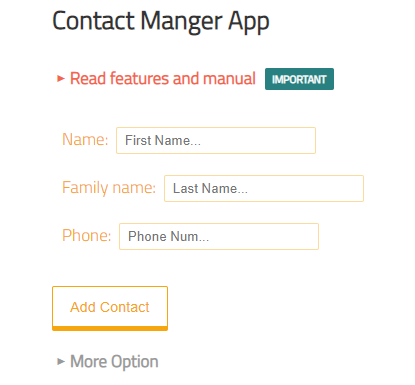 Contact Manger App
Read features and manual IMPORTANT
Name: First Name...
Family name: Last Name...
Phone: Phone Num...
Add Contact
More Option